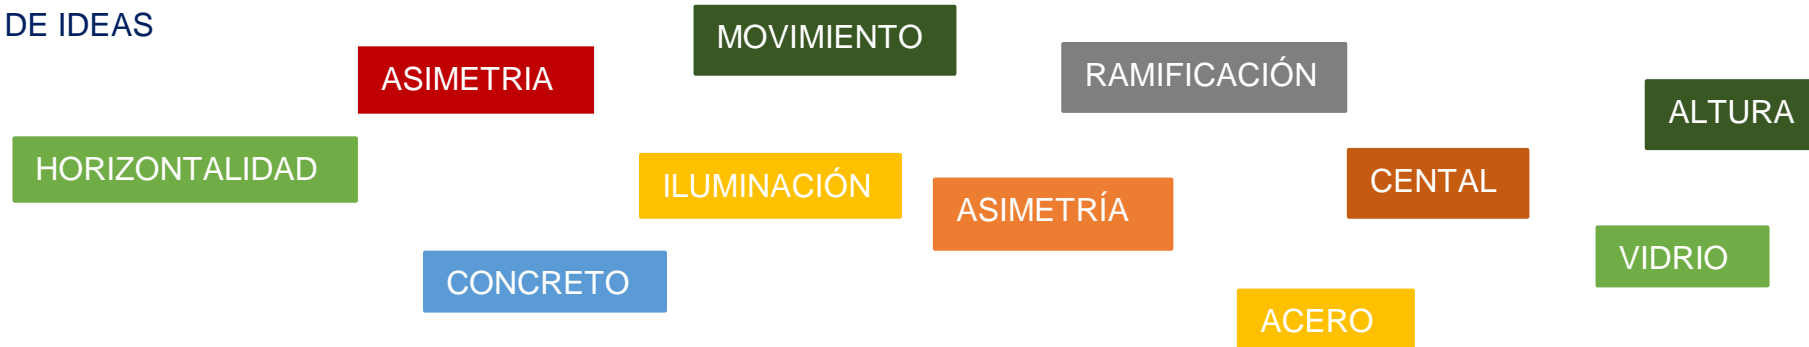 DE IDEAS
MOVIMIENTO
ASIMETRIA
RAMIFICACIÓN
ALTURA
HORIZONTALIDAD
ILUMINACIÓN
CENTAL
ASIMETRÍA
VIDRIO
CONCRETO
ACERO